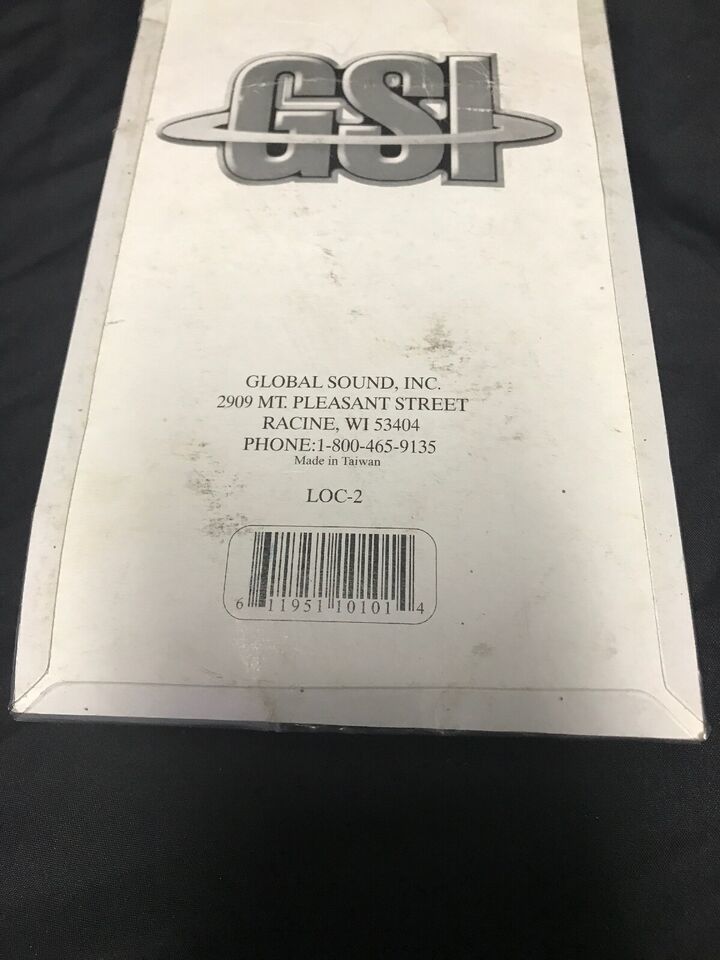 GSI
GLOBAL SOUND, INC.
2909 MT. PLEASANT STREET
RACINE, WI 53404
PHONE:1-800-465-9135
Made in Taiwan
LOC-2
6 11951 10101 4